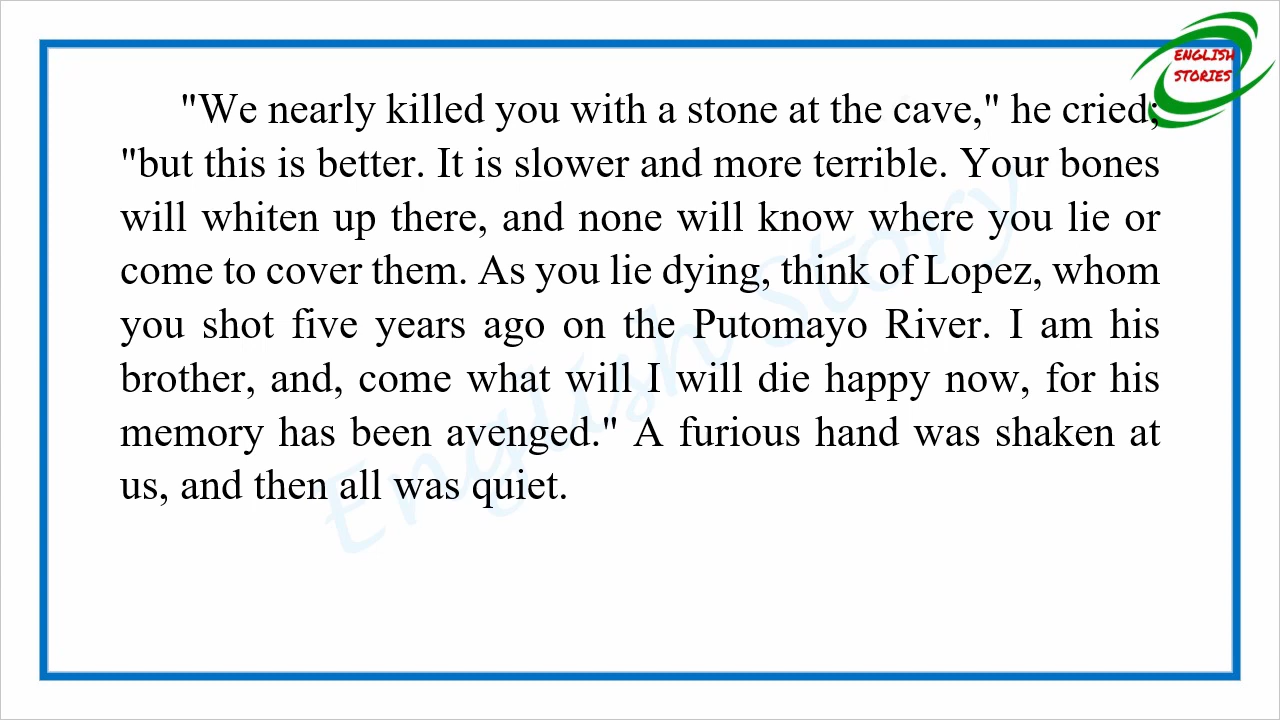 ENGLISH
STORIES
"We nearly killed you with a stone at the cave," he cried;
"but this is better. It is slower and more terrible. Your bones
will whiten up there, and none will know where you lie or
come to cover them. As you lie dying, think of Lopez, whom
you shot five years ago on the Putomayo River. I am his
brother, and, come what will I will die happy now, for his
memory has been avenged." A furious hand was shaken at
us, and then all was quiet.
English Story